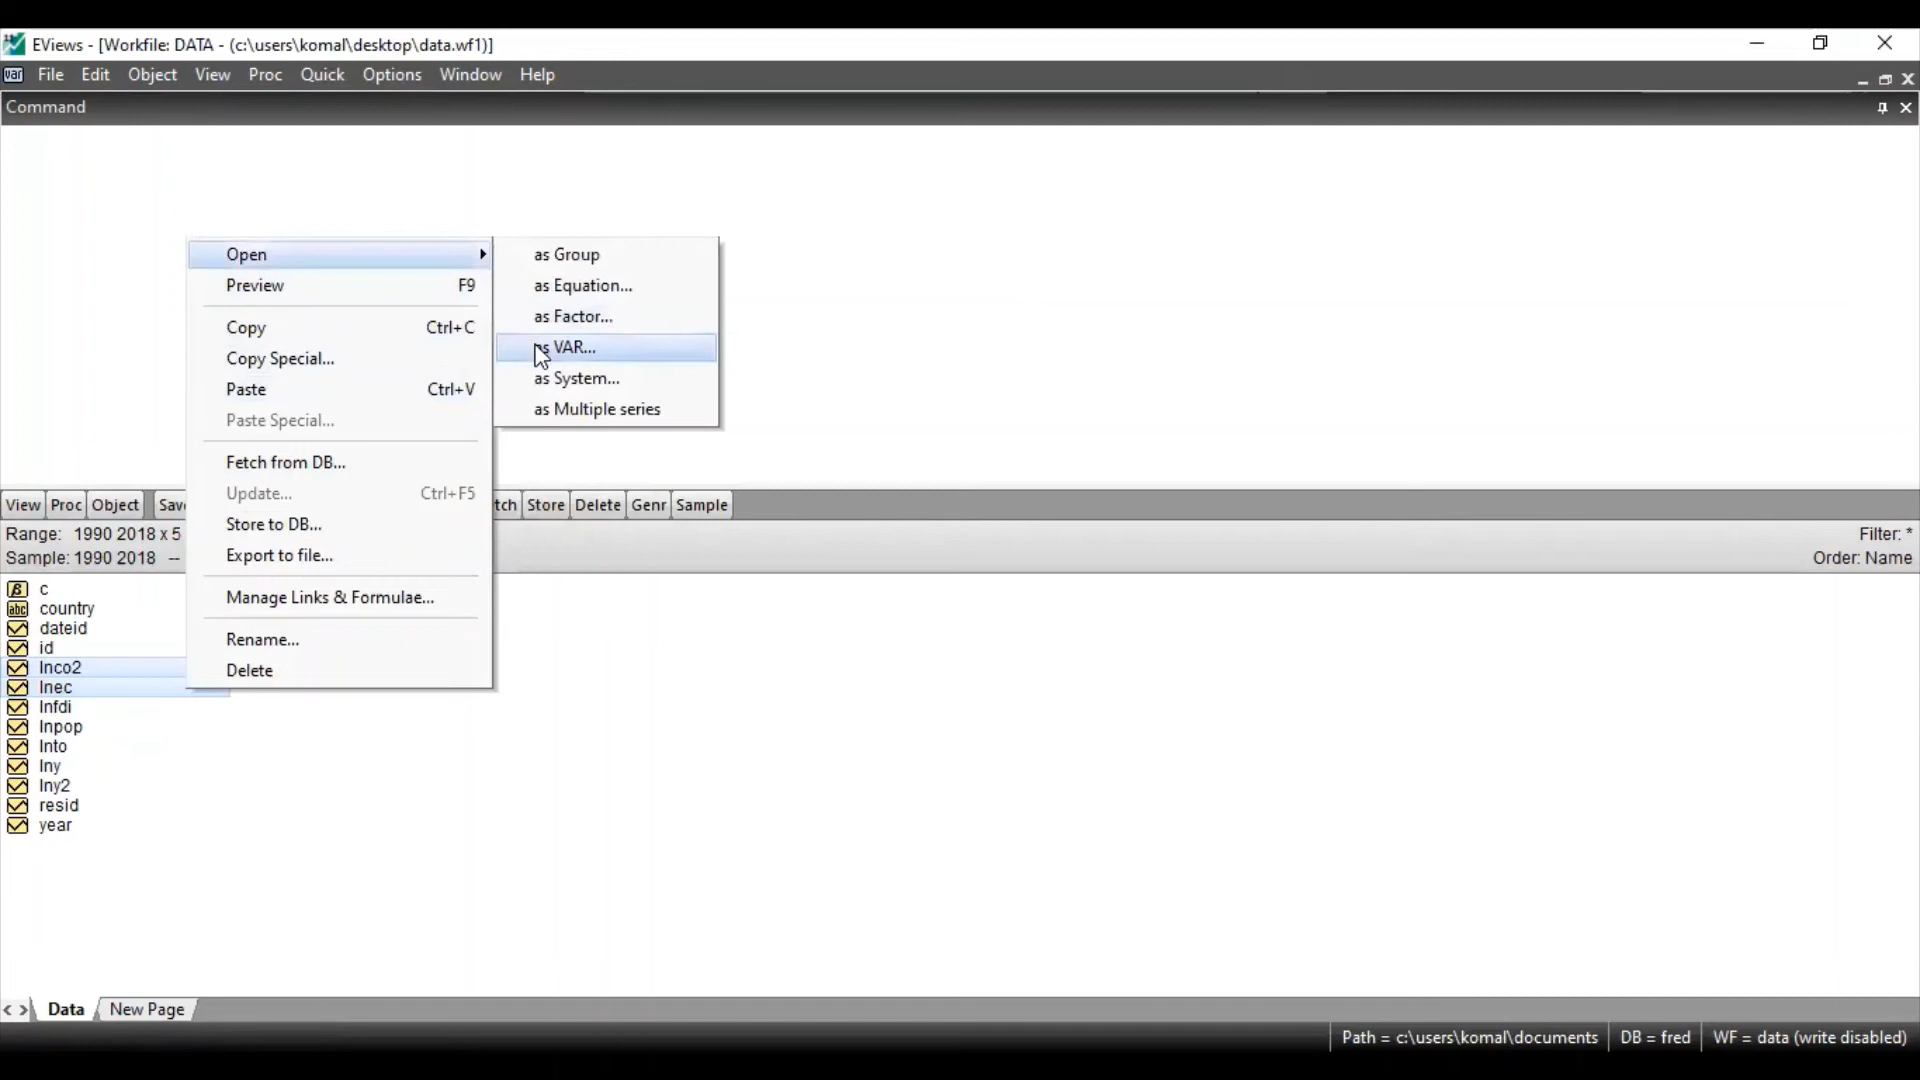 EViews - [Workfile: DATA - (c:\users\komal\desktop\data.wf1)]
var File Edit Object View Proc Quick Options Window Help
Command
Open
Preview F9
Copy Ctrl+C
Copy Special...
Paste Ctrl+V
Paste Special...
Fetch from DB...
Update... Ctrl+F5
Store to DB...
Export to file...
Manage Links & Formulae...
Rename...
Delete
as Group
as Equation...
as Factor...
as VAR...
as System...
as Multiple series
View Proc Object Save tch Store Delete Genr Sample
Range: 1990 2018 x 5 Filter: *
Sample: 1990 2018 -- Order: Name
β c
abc country
dateid
id
lnco2
lnec
lnfdi
lnpop
lnto
lny
lny2
resid
year
< > Data New Page
Path = c:\users\komal\documents DB = fred WF = data (write disabled)